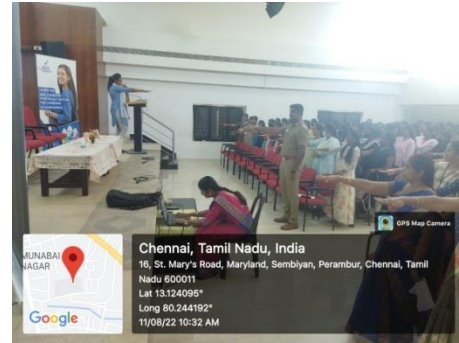 GPS Map Camera
MUNABAI
NAGAR
Google
Chennai, Tamil Nadu, India
16, St. Mary's Road, Maryland, Sembiyan, Perambur, Chennai, Tamil
Nadu 600011
Lat 13.124095°
Long 80.244192°
11/08/22 10:32 AM